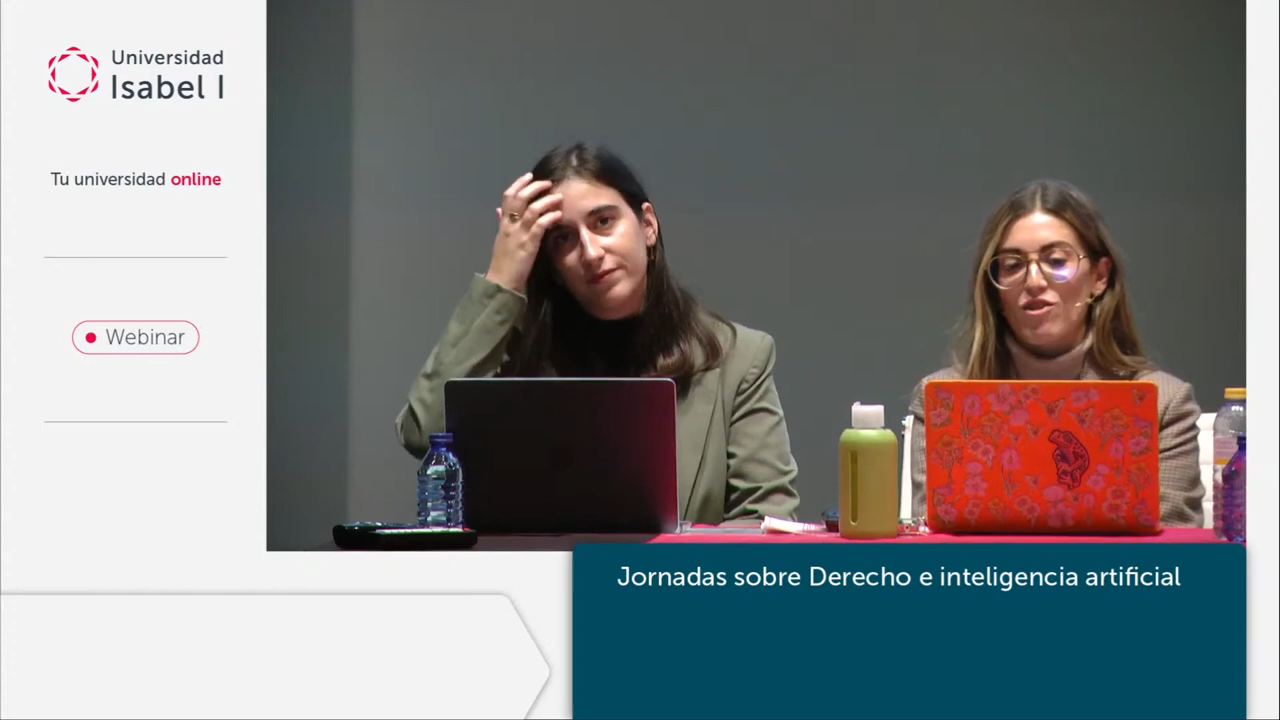 Universidad
Isabel I
Tu universidad online
Webinar
Jornadas sobre Derecho e inteligencia artificial